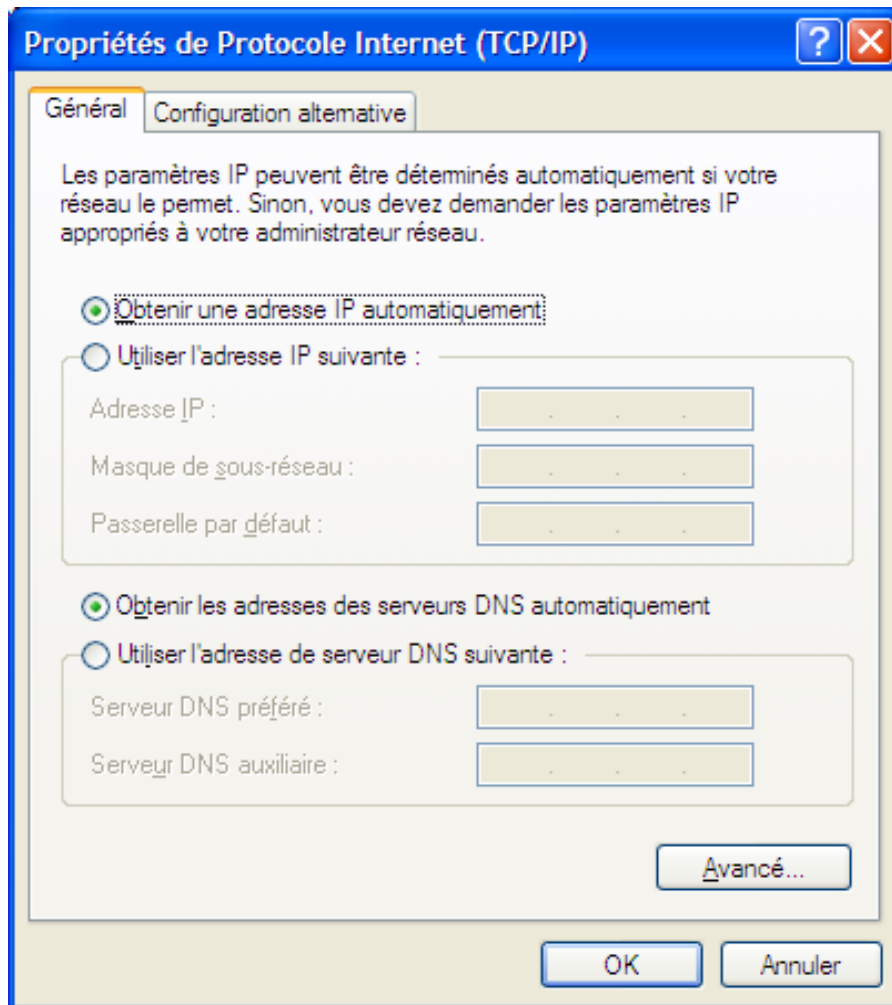 Propriétés de Protocole Internet (TCP/IP)
Général
Configuration alternative
Les paramètres IP peuvent être déterminés automatiquement si votre
réseau le permet. Sinon, vous devez demander les paramètres IP
appropriés à votre administrateur réseau.
Obtenir une adresse IP automatiquement
Utiliser l'adresse IP suivante :
Adresse IP :
Masque de sous-réseau :
Passerelle par défaut :
Obtenir les adresses des serveurs DNS automatiquement
Utiliser l'adresse de serveur DNS suivante :
Serveur DNS préféré :
Serveur DNS auxiliaire :
Avancé...
OK
Annuler